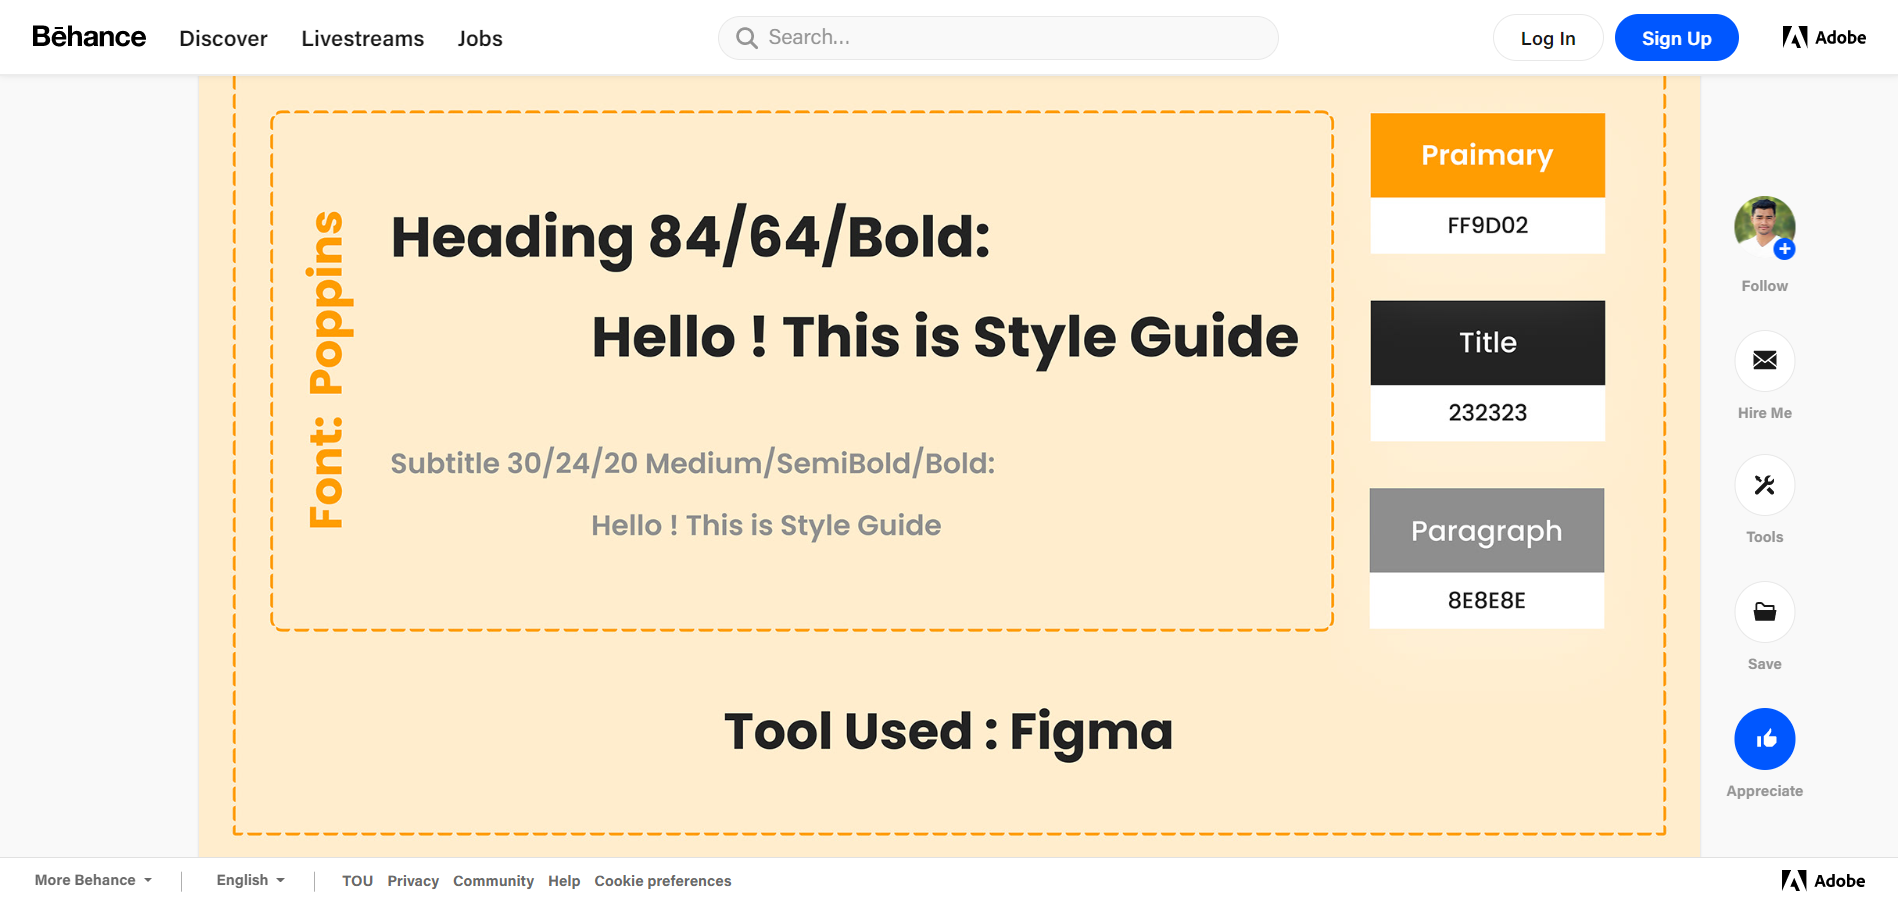 Bēhance
Discover
Livestreams
Jobs
Search...
Log In
Sign Up
Adobe
Font: Poppins
Heading 84/64/Bold:
Hello ! This is Style Guide
Subtitle 30/24/20 Medium/SemiBold/Bold:
Hello ! This is Style Guide
Praimary
FF9D02
Title
232323
Paragraph
8E8E8E
Tool Used : Figma
Follow
Hire Me
Tools
Save
Appreciate
More Behance
English
TOU
Privacy
Community
Help
Cookie preferences
Adobe